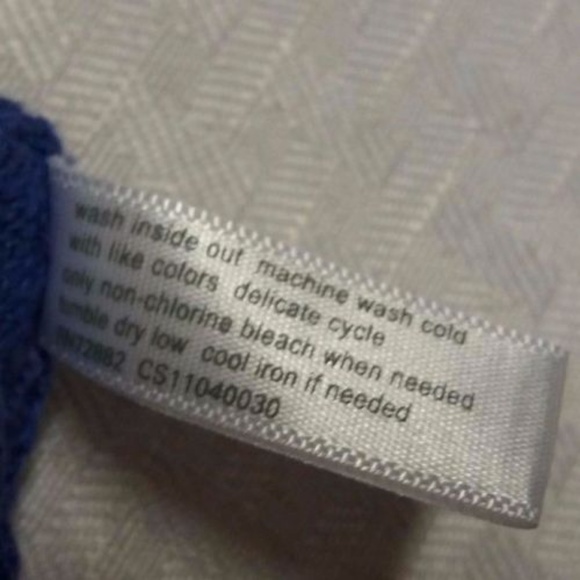 wash inside out machine wash cold
with like colors delicate cycle
only non-chlorine bleach when needed
tumble dry low cool iron if needed
CS11040030